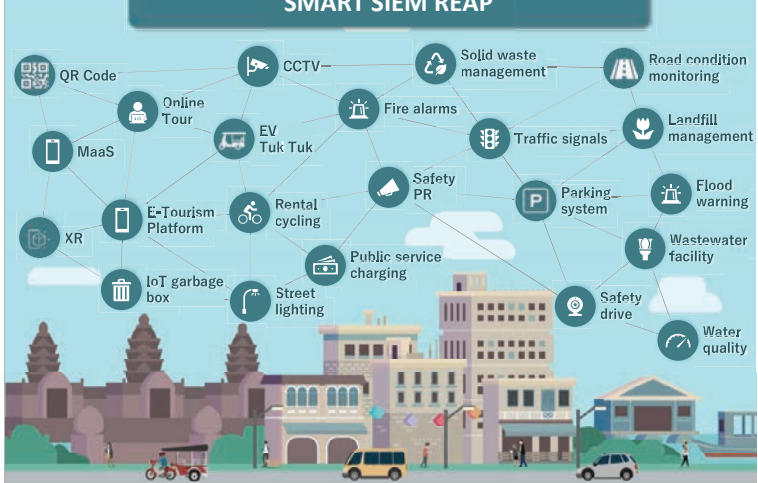 SMART SIEM REAP
QR Code
CCTV
Solid waste
management
Road condition
monitoring
Online
Tour
Fire alarms
MaaS
EV
Tuk Tuk
Traffic signals
Landfill
management
Safety
PR
Parking
system
P
Flood
warning
XR
E-Tourism
Platform
Rental
cycling
Wastewater
facility
Public service
charging
IoT garbage
box
Street
lighting
Safety
drive
Water
quality